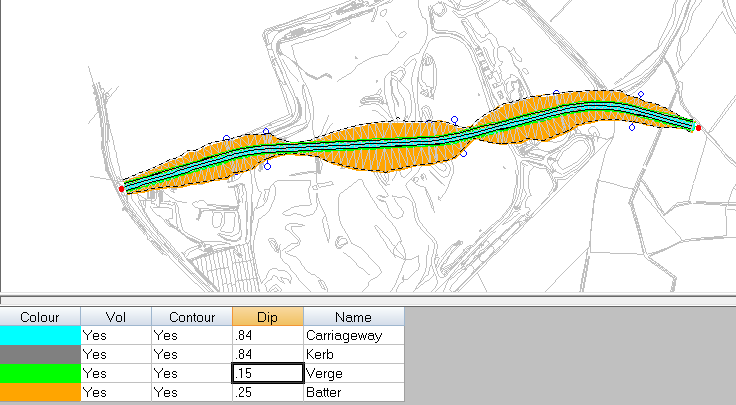 Colour Vol Contour Dip Name
Yes Yes .84 Carriageway
Yes Yes .84 Kerb
Yes Yes .15 Verge
Yes Yes .25 Batter